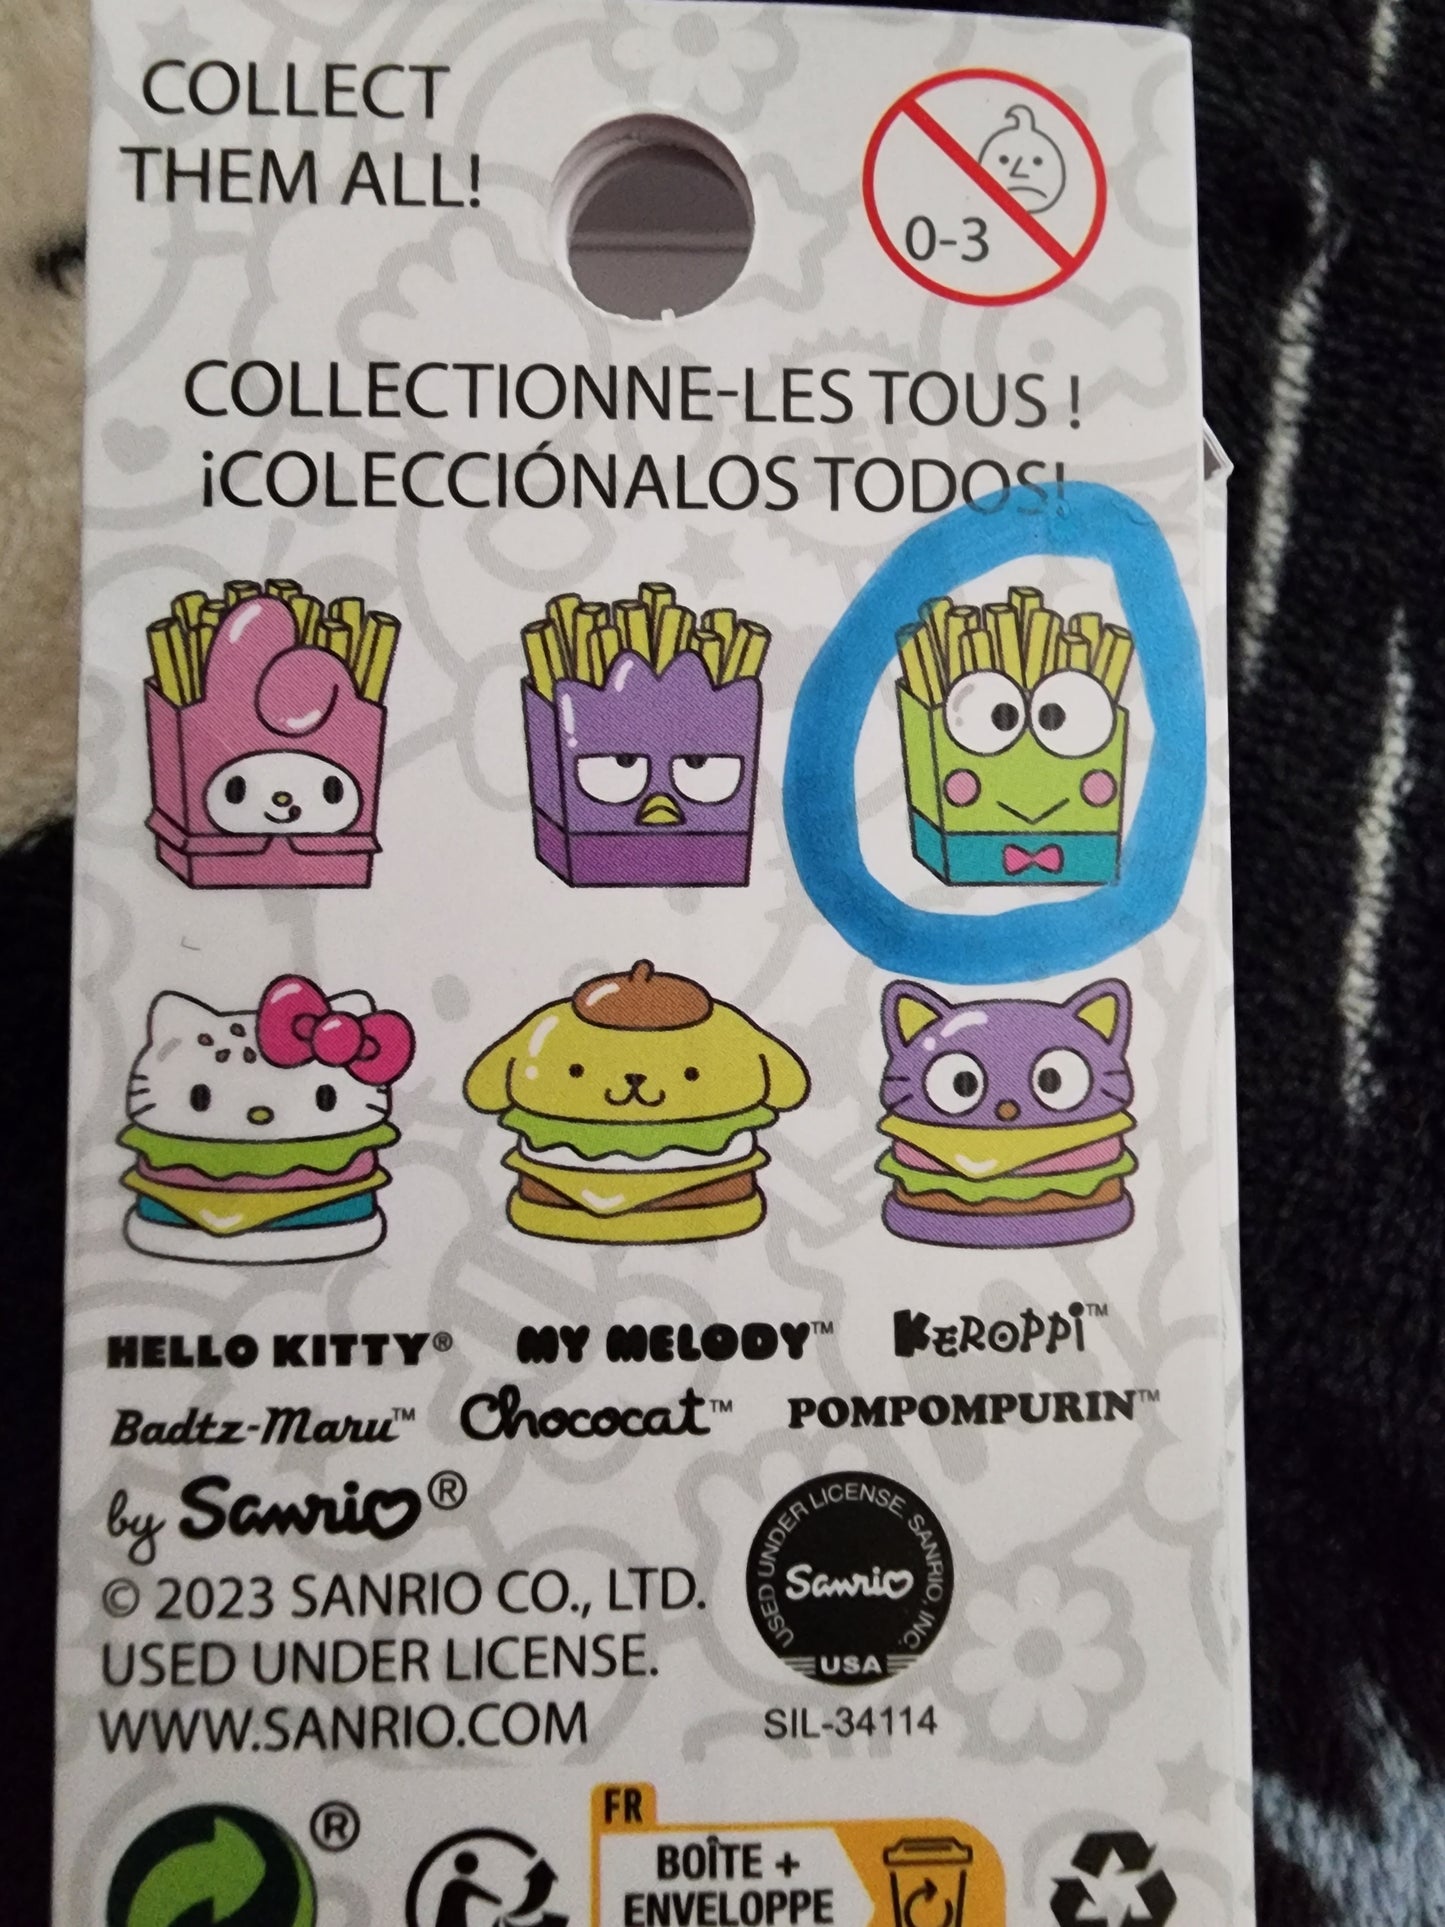 COLLECT
THEM ALL!
0-3
COLLECTIONNE-LES TOUS !
¡COLECCIÓNALOS TODOS!
HELLO KITTY® MY MELODY™ KEROPPI™
Badtz-Maru™ Chococat™ POMPOMPURIN™
by Sanrio®
© 2023 SANRIO CO., LTD.
USED UNDER LICENSE.
WWW.SANRIO.COM
USED UNDER LICENSE, SANRIO, INC.
Sanrio
USA
SIL-34114
®
FR
BOÎTE +
ENVELOPPE